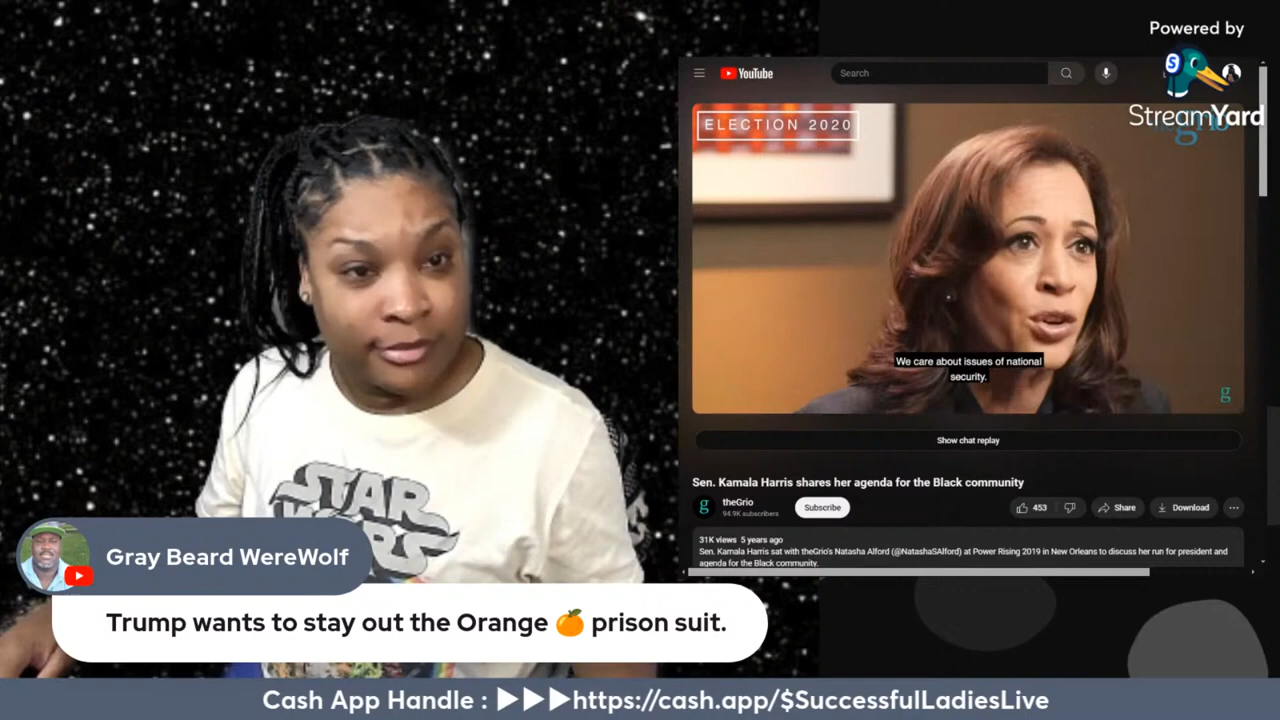 Powered by
StreamYard
YouTube
Search
ELECTION 2020
We care about issues of national
security.
g
Show chat replay
Sen. Kamala Harris shares her agenda for the Black community
g
theGrio
94.9K subscribers
Subscribe
453
Share
Download
31K views 5 years ago
Sen. Kamala Harris sat with theGrio's Natasha Alford (@NatashaSAlford) at Power Rising 2019 in New Orleans to discuss her run for president and
agenda for the Black community.
STAR
WARS
Gray Beard WereWolf
Trump wants to stay out the Orange 🍊 prison suit.
Cash App Handle : ▶▶▶https://cash.app/$SuccessfulLadiesLive